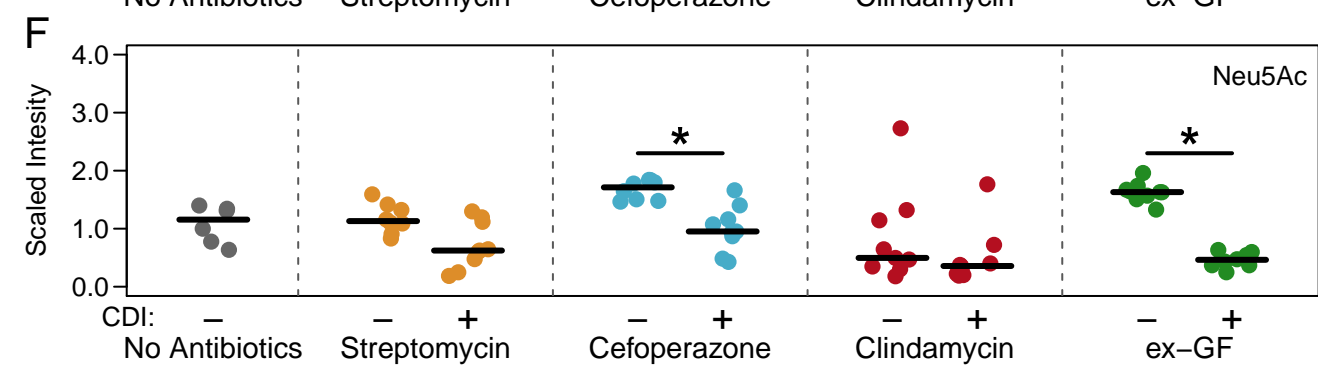 No Antibiotics Streptomycin Cefoperazone Clindamycin ex−GF
F
4.0
Neu5Ac
3.0
* *
2.0
1.0
0.0
Scaled Intesity
CDI: − − + − + − + − +
No Antibiotics Streptomycin Cefoperazone Clindamycin ex−GF